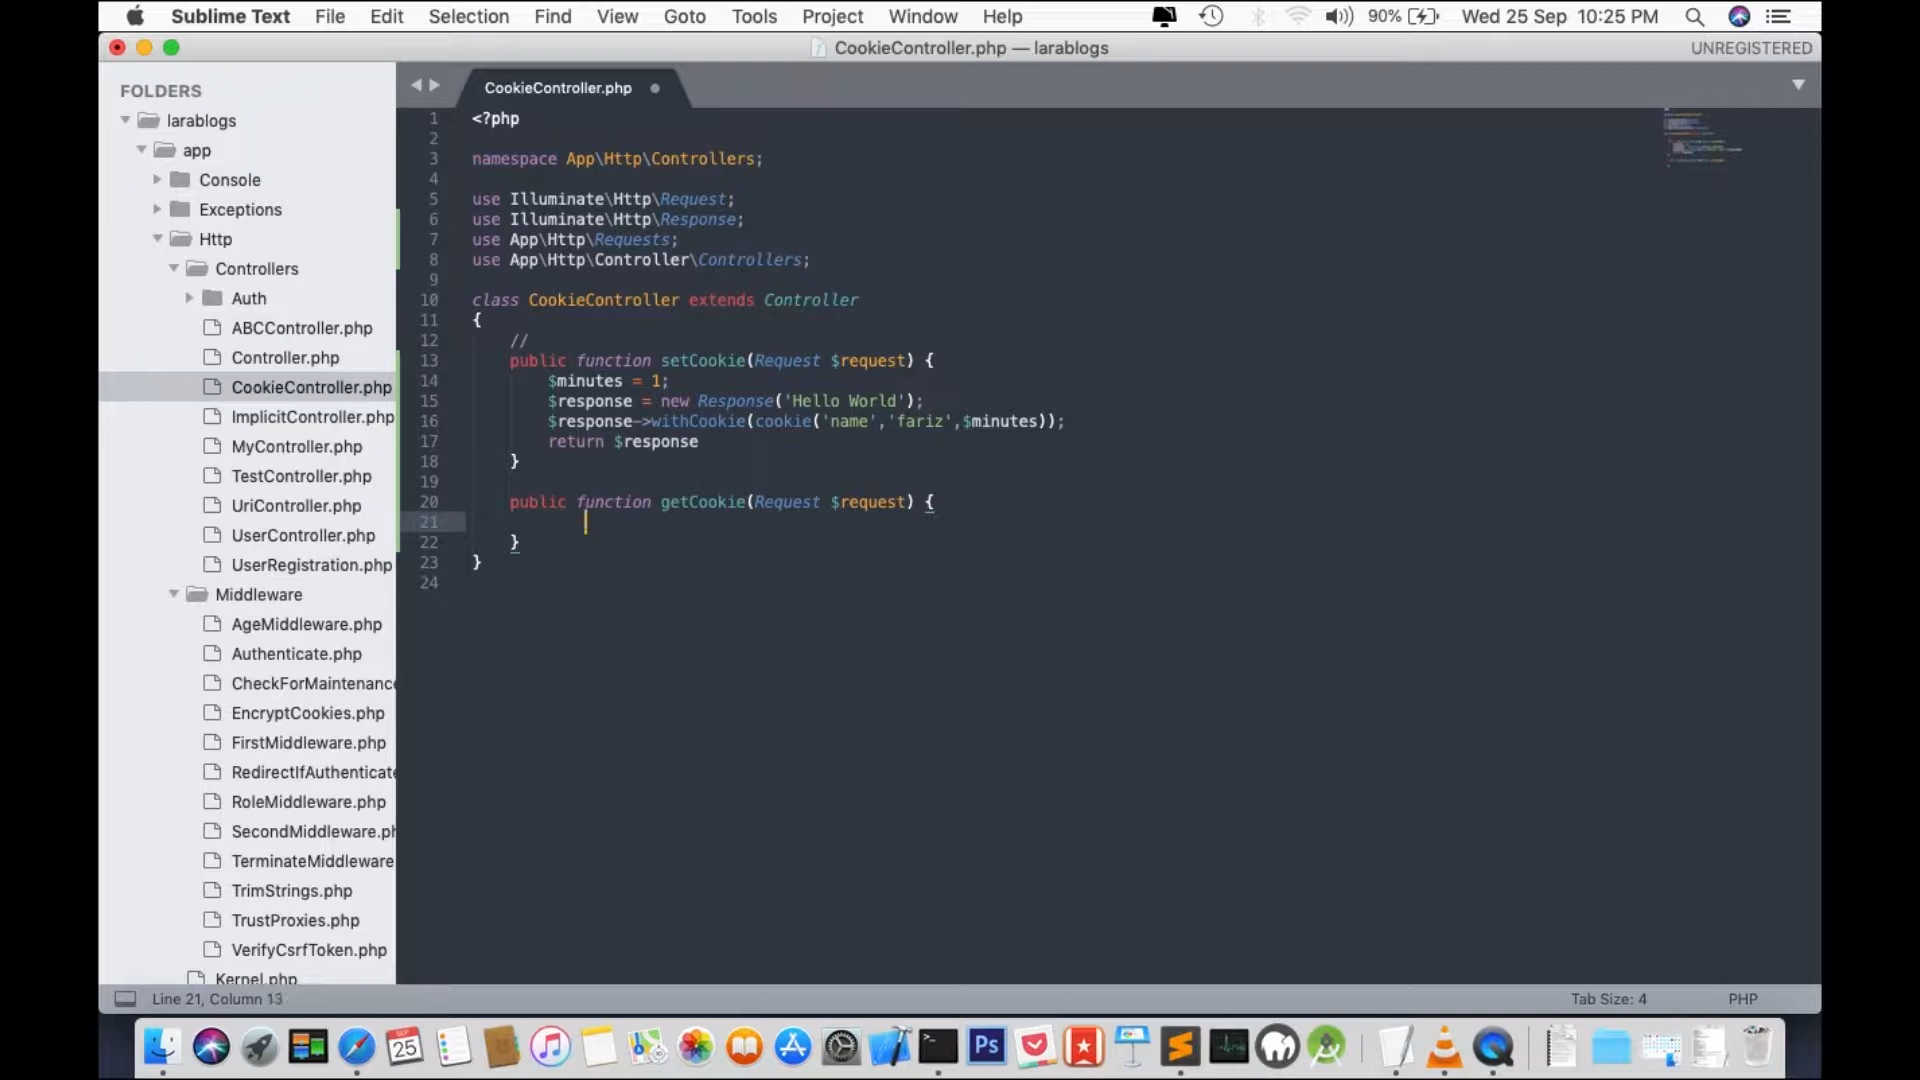 Sublime Text File Edit Selection Find View Goto Tools Project Window Help 90% Wed 25 Sep 10:25 PM
CookieController.php — larablogs UNREGISTERED
FOLDERS
larablogs
app
Console
Exceptions
Http
Controllers
Auth
ABCController.php
Controller.php
CookieController.php
ImplicitController.php
MyController.php
TestController.php
UriController.php
UserController.php
UserRegistration.php
Middleware
AgeMiddleware.php
Authenticate.php
CheckForMaintenance
EncryptCookies.php
FirstMiddleware.php
RedirectIfAuthenticate
RoleMiddleware.php
SecondMiddleware.ph
TerminateMiddleware
TrimStrings.php
TrustProxies.php
VerifyCsrfToken.php
Kernel.php
CookieController.php
1 <?php
2
3 namespace App\Http\Controllers;
4
5 use Illuminate\Http\Request;
6 use Illuminate\Http\Response;
7 use App\Http\Requests;
8 use App\Http\Controller\Controllers;
9
10 class CookieController extends Controller
11 {
12 //
13 public function setCookie(Request $request) {
14 $minutes = 1;
15 $response = new Response('Hello World');
16 $response->withCookie(cookie('name','fariz',$minutes));
17 return $response
18 }
19
20 public function getCookie(Request $request) {
21
22 }
23 }
24
Line 21, Column 13 Tab Size: 4 PHP
SEP
25
Ps